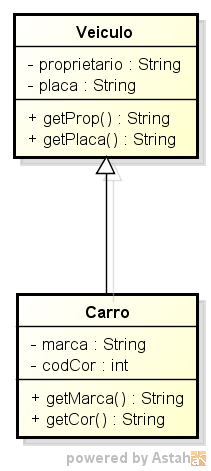 Veiculo
- proprietario : String
- placa : String
+ getProp() : String
+ getPlaca() : String
Carro
- marca : String
- codCor : int
+ getMarca() : String
+ getCor() : String
powered by Astah